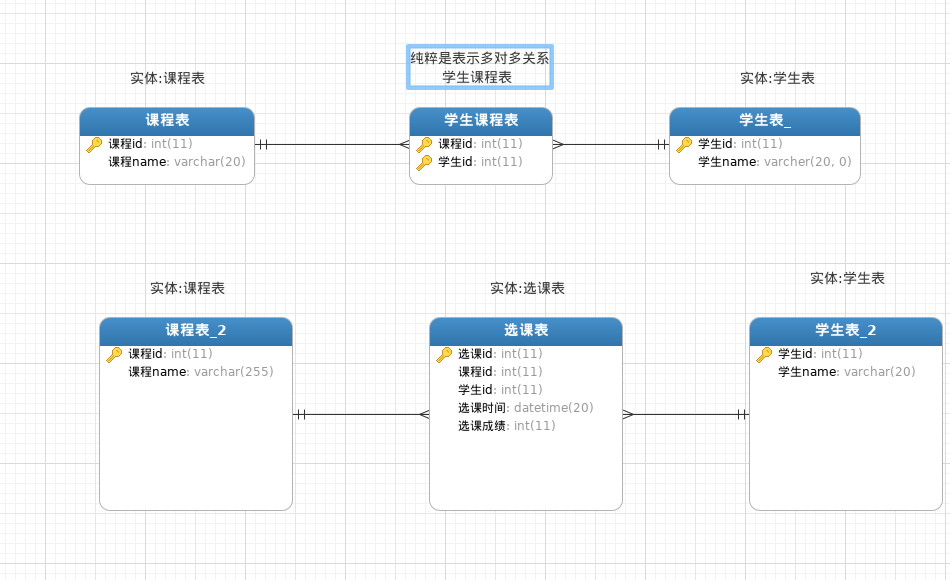 纯粹是表示多对多关系
学生课程表
实体:课程表
实体:学生表
课程表
课程id: int(11)
课程name: varchar(20)
学生课程表
课程id: int(11)
学生id: int(11)
学生表_
学生id: int(11)
学生name: varcher(20, 0)
实体:课程表
实体:选课表
实体:学生表
课程表_2
课程id: int(11)
课程name: varchar(255)
选课表
选课id: int(11)
课程id: int(11)
学生id: int(11)
选课时间: datetime(20)
选课成绩: int(11)
学生表_2
学生id: int(11)
学生name: varchar(20)